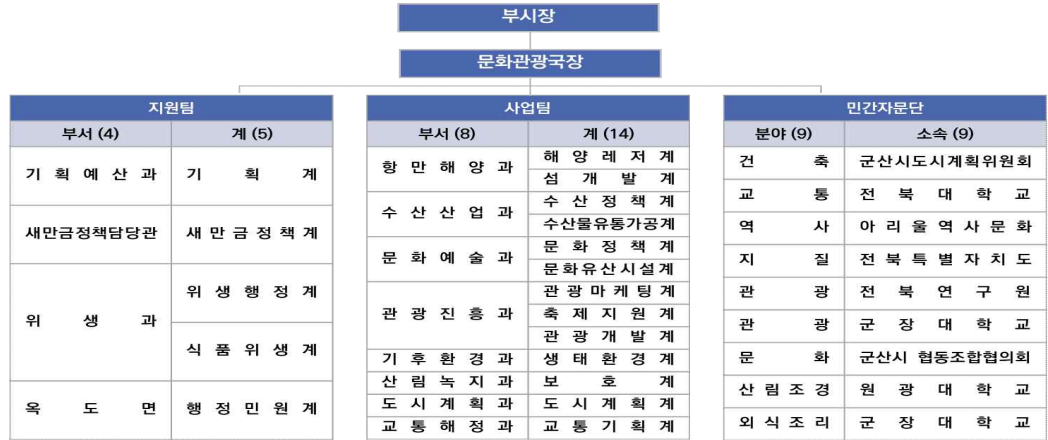 부시장
문화관광국장
지원팀
부서 (4) 계 (5)
기획예산과 기획계
새만금정책담당관 새만금정책계
위생과 위생행정계
식품위생계
옥도면 행정민원계
사업팀
부서 (8) 계 (14)
항만해양과 해양레저계
섬개발계
수산산업과 수산정책계
수산물유통가공계
문화예술과 문화정책계
문화유산시설계
관광진흥과 관광마케팅계
축제지원계
관광개발계
기후환경과 생태환경계
산림녹지과 보호계
도시계획과 도시계획계
교통해정과 교통기획계
민간자문단
분야 (9) 소속 (9)
건축 군산시도시계획위원회
교통 전북대학교
역사 아리울역사문화
지질 전북특별자치도
관광 전북연구원
관광 군장대학교
문화 군산시 협동조합협의회
산림조경 원광대학교
외식조리 군장대학교